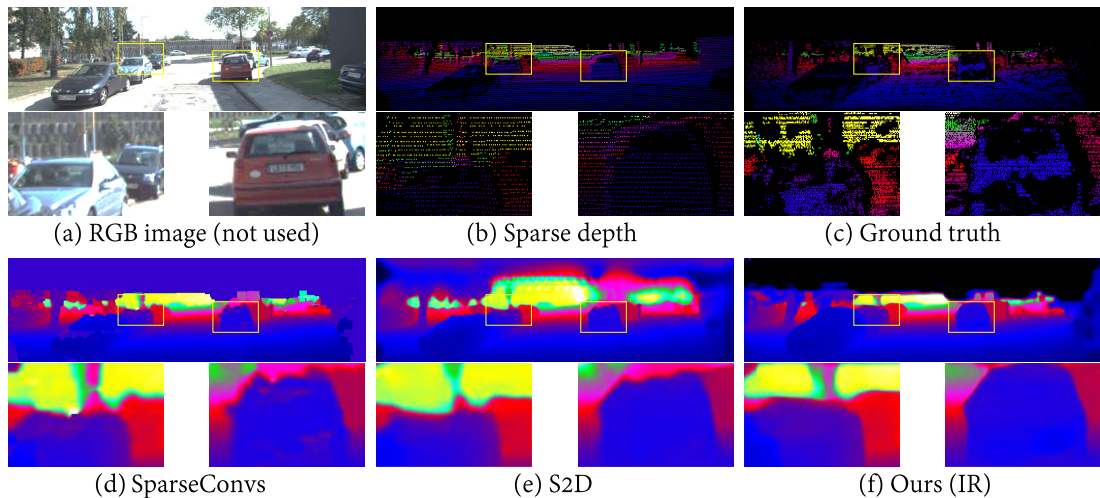 (a) RGB image (not used)
(b) Sparse depth
(c) Ground truth
(d) SparseConvs
(e) S2D
(f) Ours (IR)